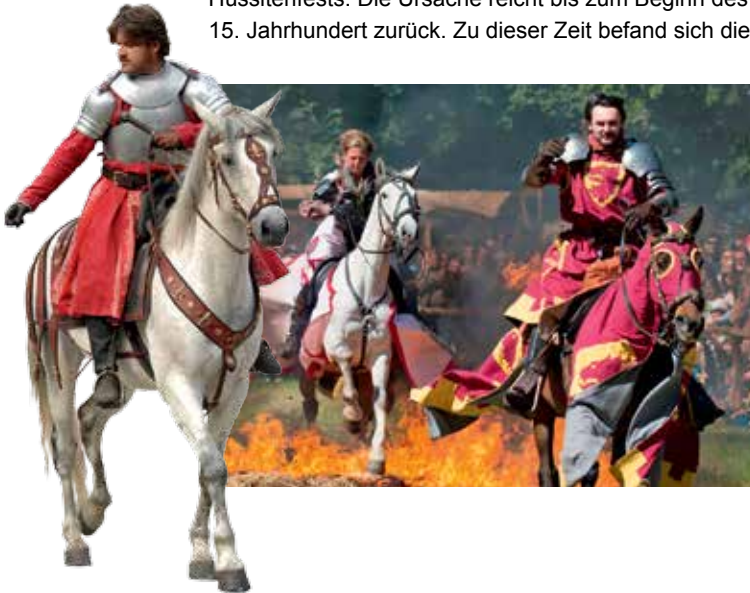 Hussitenfests. Die Ursache reicht bis zum Beginn des
15. Jahrhundert zurück. Zu dieser Zeit befand sich die